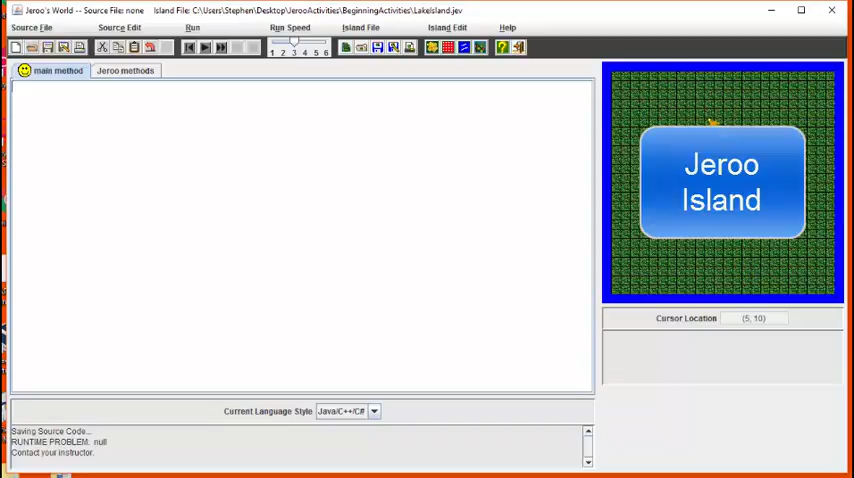 Jeroo's World -- Source File: none Island File: C:\Users\Stephen\Desktop\JerooActivities\BeginningActivities\LakeIsland.jev
Source File Source Edit Run Run Speed Island File Island Edit Help
1 2 3 4 5 6
main method Jeroo methods
Jeroo
Island
Cursor Location (5, 10)
Current Language Style Java/C++/C#
Saving Source Code...
RUNTIME PROBLEM: null
Contact your instructor.